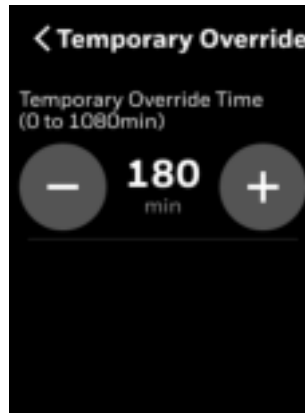 Temporary Override
Temporary Override Time
(0 to 1080min)
180
min